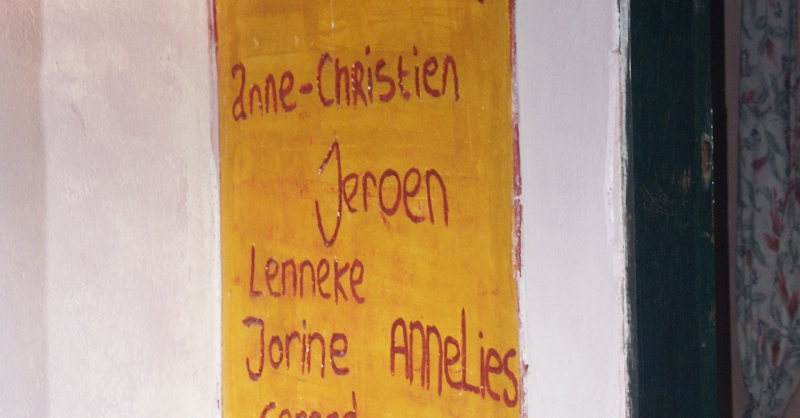 anne-Christien
Jeroen
Lenneke
Jorine AnneLies